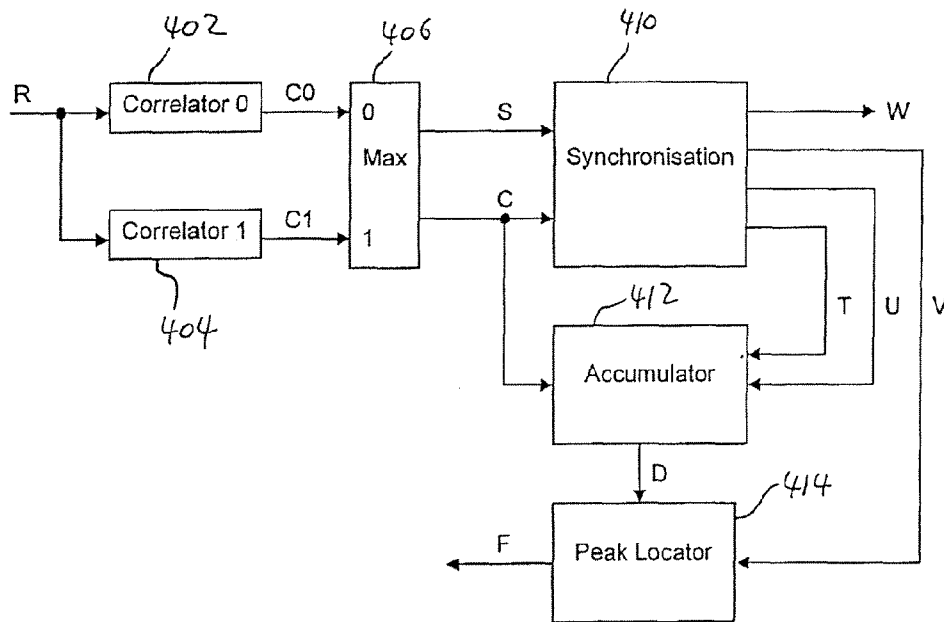 402
406
410
R
Correlator 0
C0
0
S
W
Max
Synchronisation
C
Correlator 1
C1
1
404
412
T
U
V
Accumulator
D
414
F
Peak Locator